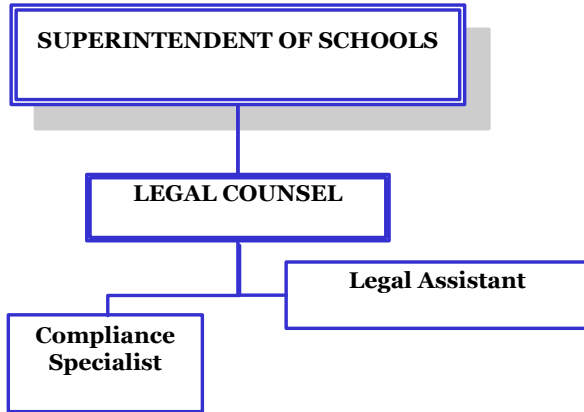 SUPERINTENDENT OF SCHOOLS
LEGAL COUNSEL
Legal Assistant
Compliance
Specialist